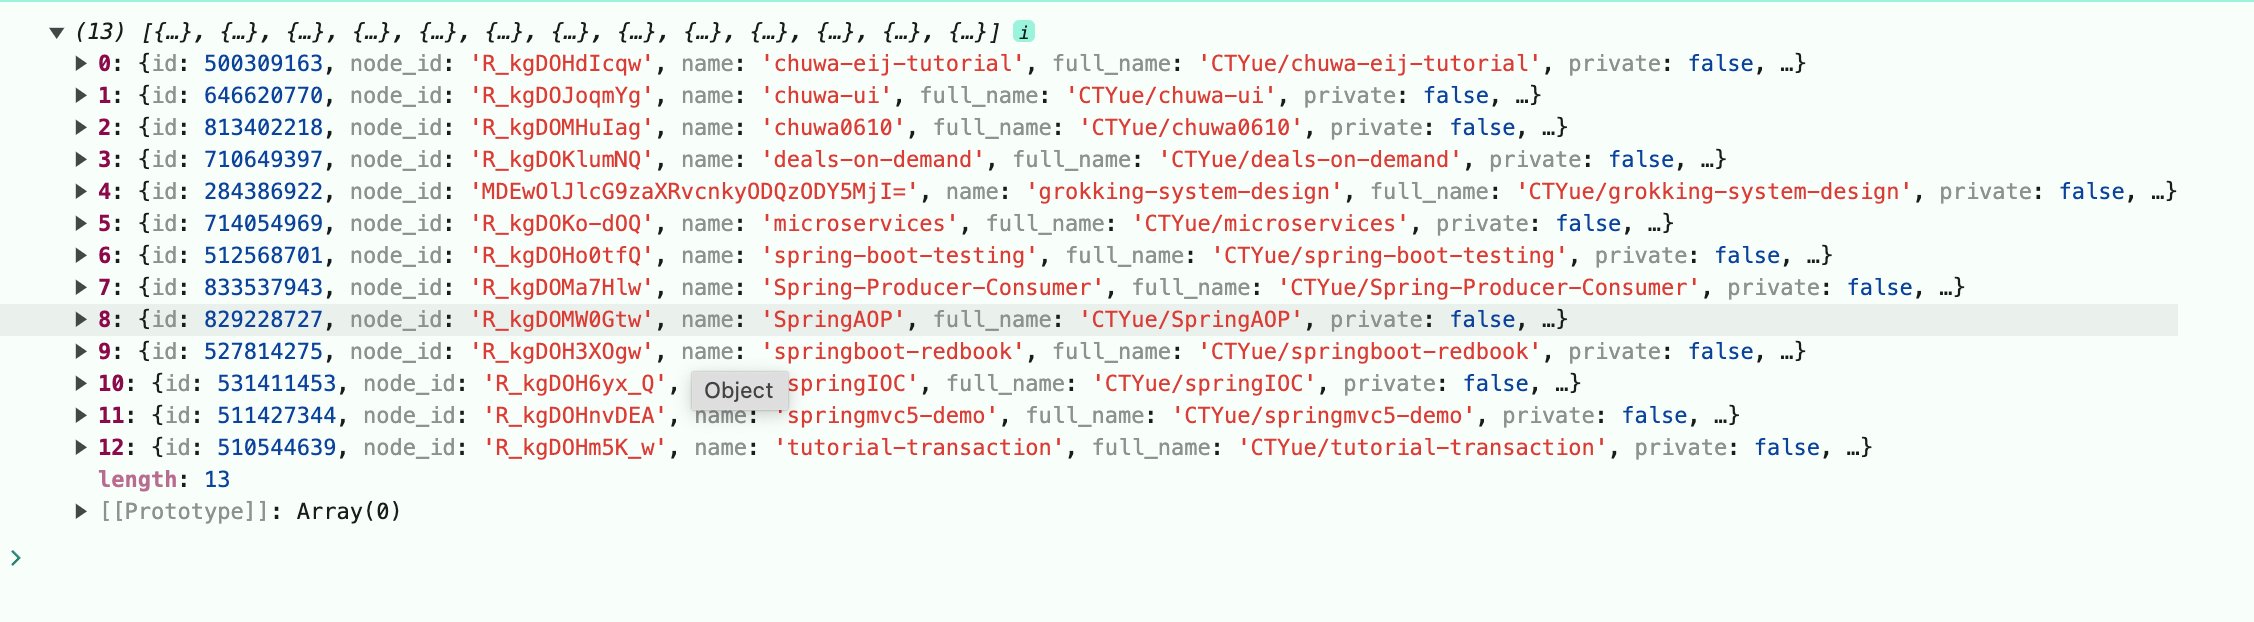 ▼ (13) [{…}, {…}, {…}, {…}, {…}, {…}, {…}, {…}, {…}, {…}, {…}, {…}, {…}] i
▶ 0: {id: 500309163, node_id: 'R_kgDOHdIcqw', name: 'chuwa-eij-tutorial', full_name: 'CTYue/chuwa-eij-tutorial', private: false, …}
▶ 1: {id: 646620770, node_id: 'R_kgDOJoqmYg', name: 'chuwa-ui', full_name: 'CTYue/chuwa-ui', private: false, …}
▶ 2: {id: 813402218, node_id: 'R_kgDOMHuIag', name: 'chuwa0610', full_name: 'CTYue/chuwa0610', private: false, …}
▶ 3: {id: 710649397, node_id: 'R_kgDOKlumNQ', name: 'deals-on-demand', full_name: 'CTYue/deals-on-demand', private: false, …}
▶ 4: {id: 284386922, node_id: 'MDEwOlJlcG9zaXRvcnkyODQzODY5MjI=', name: 'grokking-system-design', full_name: 'CTYue/grokking-system-design', private: false, …}
▶ 5: {id: 714054969, node_id: 'R_kgDOKo-dOQ', name: 'microservices', full_name: 'CTYue/microservices', private: false, …}
▶ 6: {id: 512568701, node_id: 'R_kgDOHo0tfQ', name: 'spring-boot-testing', full_name: 'CTYue/spring-boot-testing', private: false, …}
▶ 7: {id: 833537943, node_id: 'R_kgDOMa7Hlw', name: 'Spring-Producer-Consumer', full_name: 'CTYue/Spring-Producer-Consumer', private: false, …}
▶ 8: {id: 829228727, node_id: 'R_kgDOMW0Gtw', name: 'SpringAOP', full_name: 'CTYue/SpringAOP', private: false, …}
▶ 9: {id: 527814275, node_id: 'R_kgDOH3XOgw', name: 'springboot-redbook', full_name: 'CTYue/springboot-redbook', private: false, …}
▶ 10: {id: 531411453, node_id: 'R_kgDOH6yx_Q', Object springIOC', full_name: 'CTYue/springIOC', private: false, …}
▶ 11: {id: 511427344, node_id: 'R_kgDOHnvDEA', name: 'springmvc5-demo', full_name: 'CTYue/springmvc5-demo', private: false, …}
▶ 12: {id: 510544639, node_id: 'R_kgDOHm5K_w', name: 'tutorial-transaction', full_name: 'CTYue/tutorial-transaction', private: false, …}
length: 13
▶ [[Prototype]]: Array(0)
>